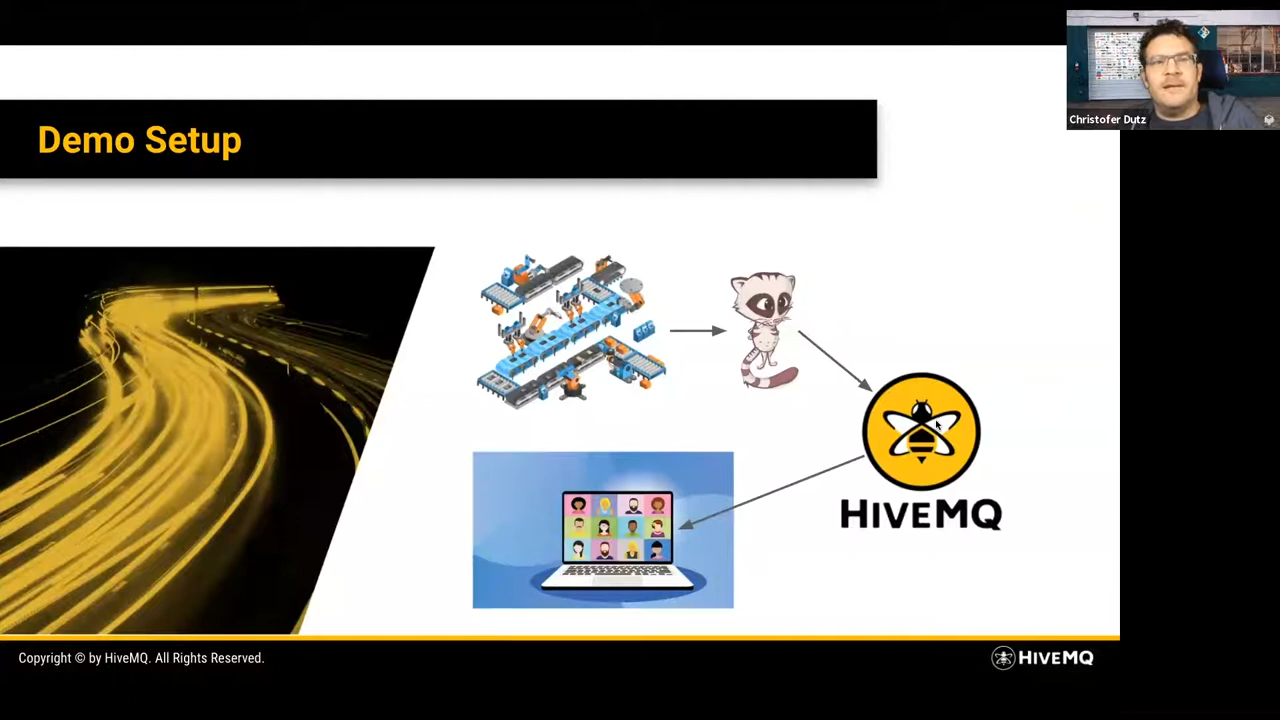 Christofer Dutz
Demo Setup
HIVEMQ
Copyright © by HiveMQ. All Rights Reserved.
HIVEMQ